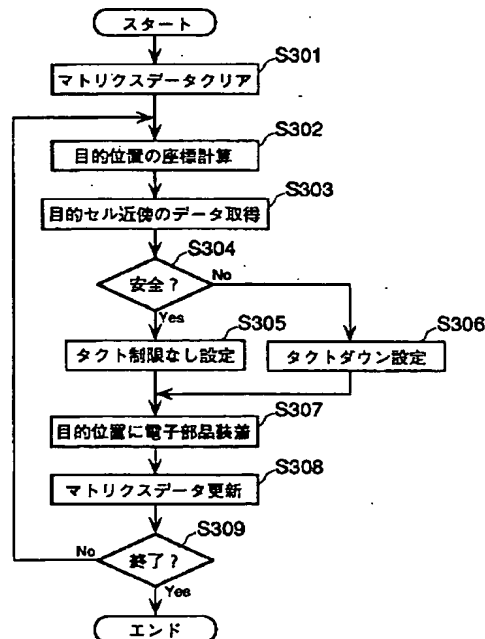 スタート
S301
マトリクスデータクリア
S302
目的位置の座標計算
S303
目的セル近傍のデータ取得
S304
安全？
No
Yes
S305
タクト制限なし設定
S306
タクトダウン設定
S307
目的位置に電子部品装着
S308
マトリクスデータ更新
S309
終了？
No
Yes
エンド